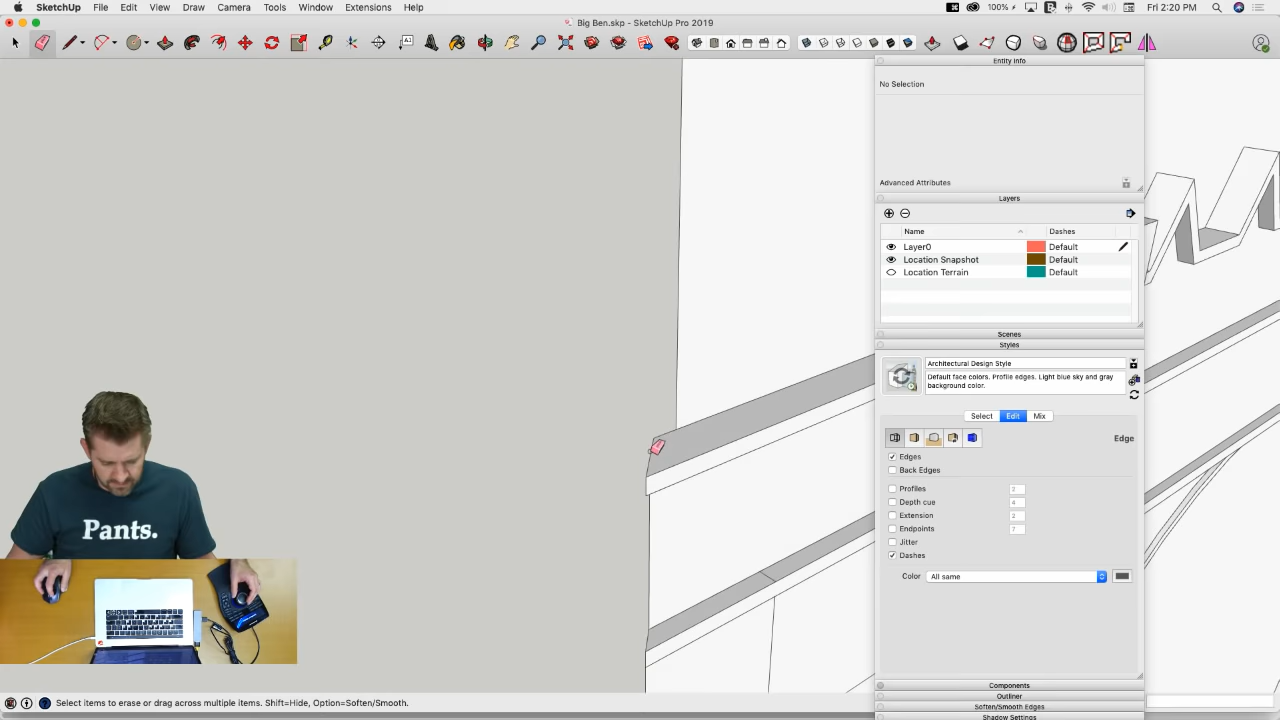 SketchUp File Edit View Draw Camera Tools Window Extensions Help
100% Fri 2:20 PM
Big Ben.skp - SketchUp Pro 2019
Entity Info
No Selection
Advanced Attributes
Layers
Name Dashes
Layer0 Default
Location Snapshot Default
Location Terrain Default
Scenes
Styles
Architectural Design Style
Default face colors. Profile edges. Light blue sky and gray
background color.
Select Edit Mix
Edge
Edges
Back Edges
Profiles 2
Depth cue 4
Extension 2
Endpoints 7
Jitter
Dashes
Color All same
Components
Outliner
Soften/Smooth Edges
Shadow Settings
Pants.
Select items to erase or drag across multiple items. Shift=Hide, Option=Soften/Smooth.